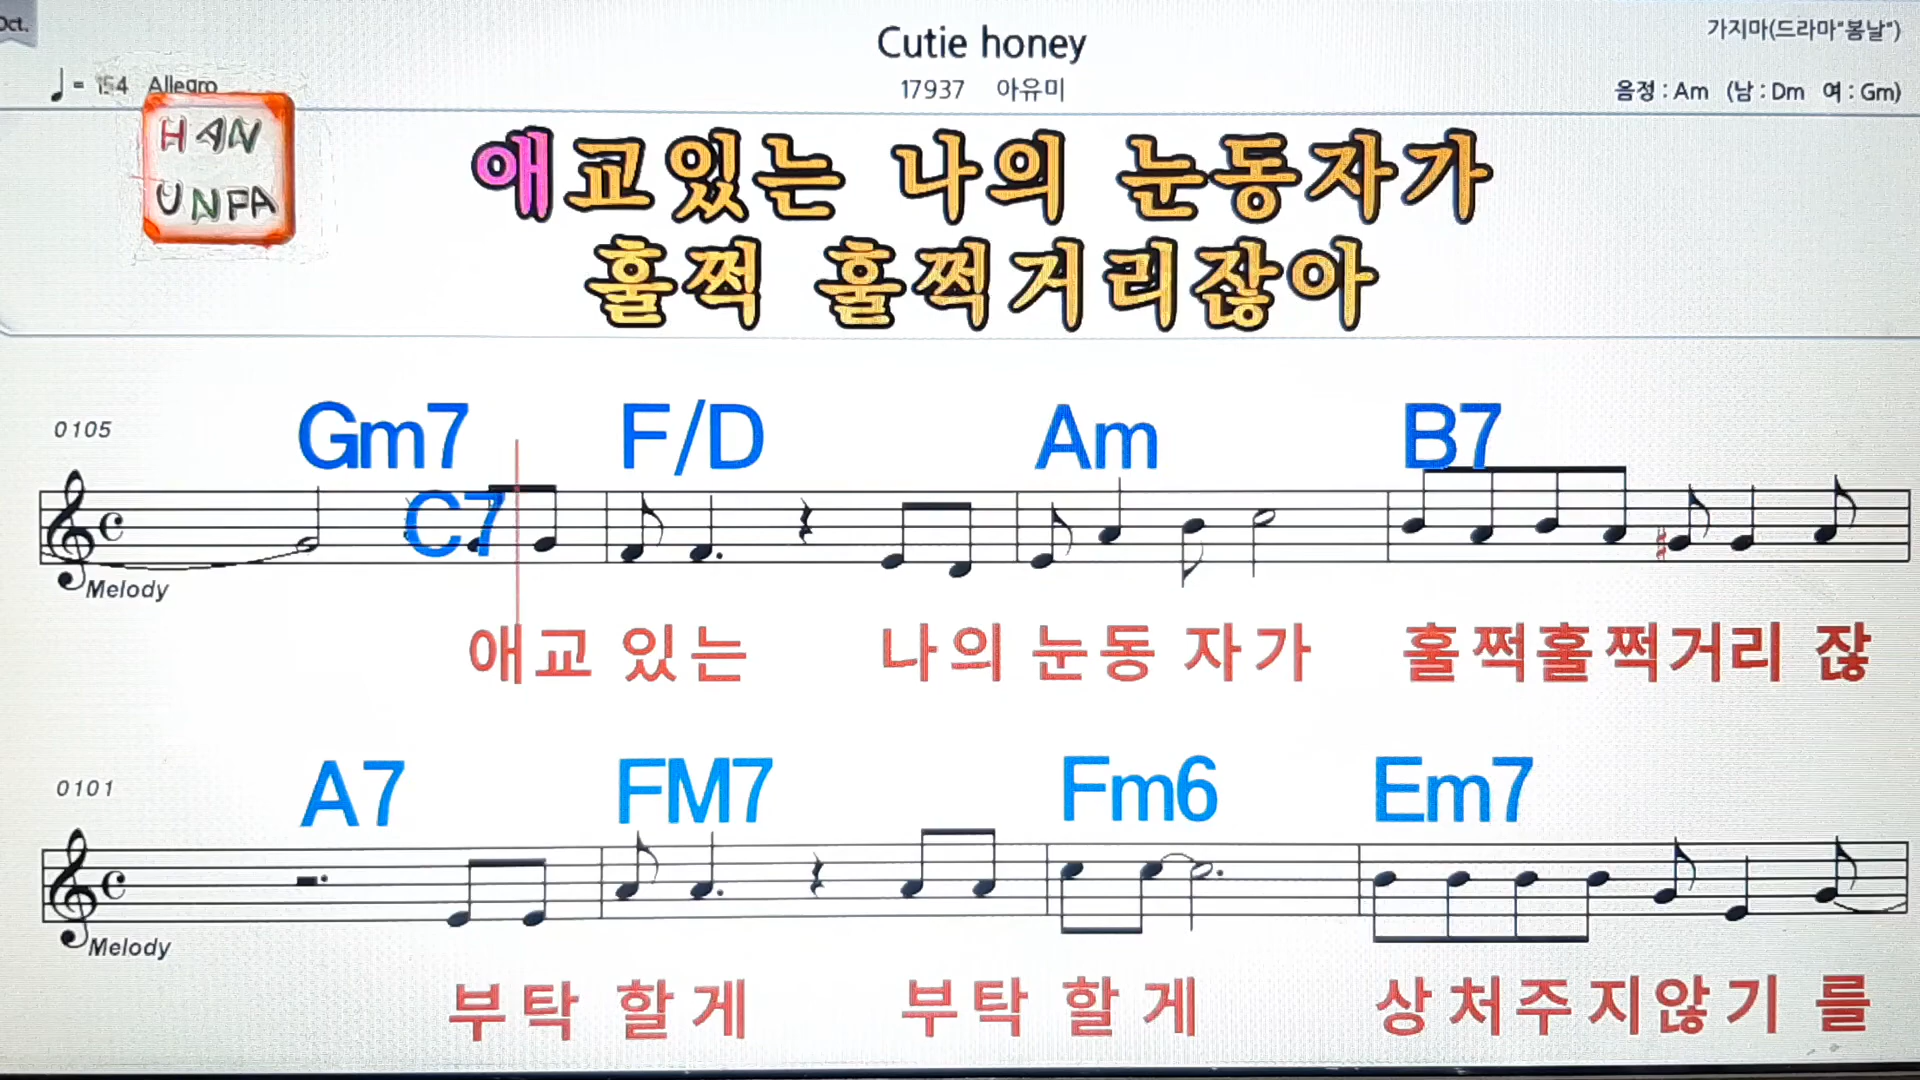 Oct.
Cutie honey
가지마(드라마"봄날")
= 154 Allegro
17937 아유미
음정 : Am (남 : Dm 여 : Gm)
HAN
UNFA
애교있는 나의 눈동자가
훌쩍 훌쩍거리잖아
0105
Gm7 F/D Am B7
C7
Melody
애교 있는 나의 눈동 자가 훌쩍훌쩍거리 잖
0101
A7 FM7 Fm6 Em7
Melody
부탁 할게 부탁 할게 상처주지않기 를